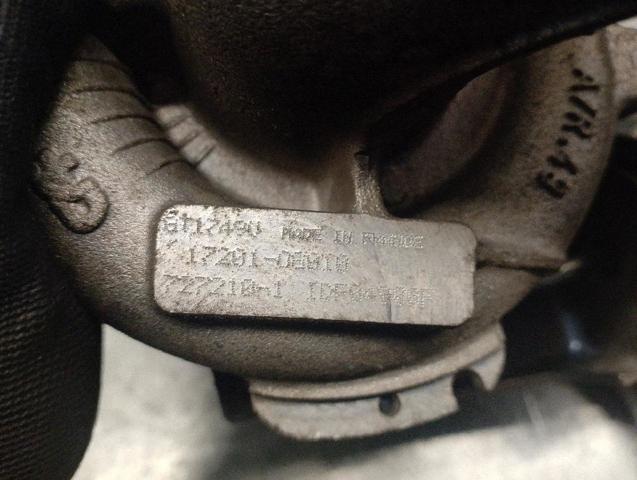 GT1749V MADE IN FRANCE
17201-0G010
727210-1
A/R.49